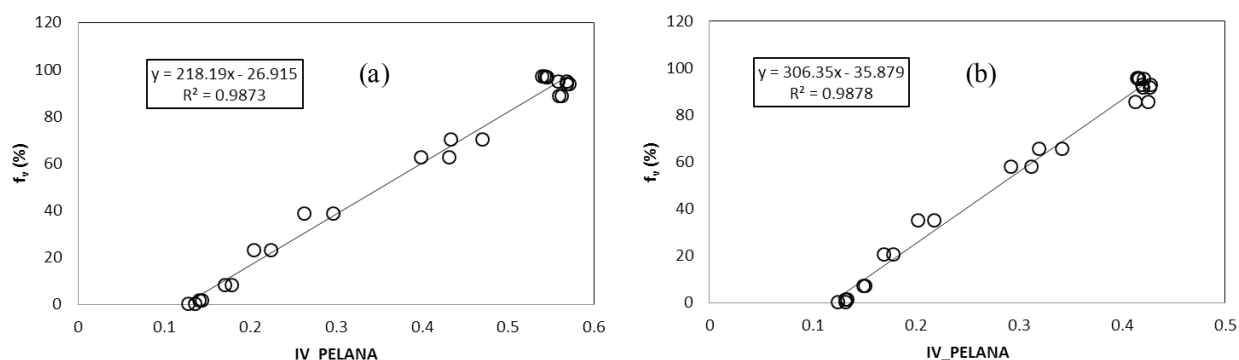 120
100
80
60
40
20
0
f_v (%)
y = 218.19x - 26.915
R² = 0.9873
(a)
0 0.1 0.2 0.3 0.4 0.5 0.6
IV_PELANA
120
100
80
60
40
20
0
f_v (%)
y = 306.35x - 35.879
R² = 0.9878
(b)
0 0.1 0.2 0.3 0.4 0.5
IV_PELANA